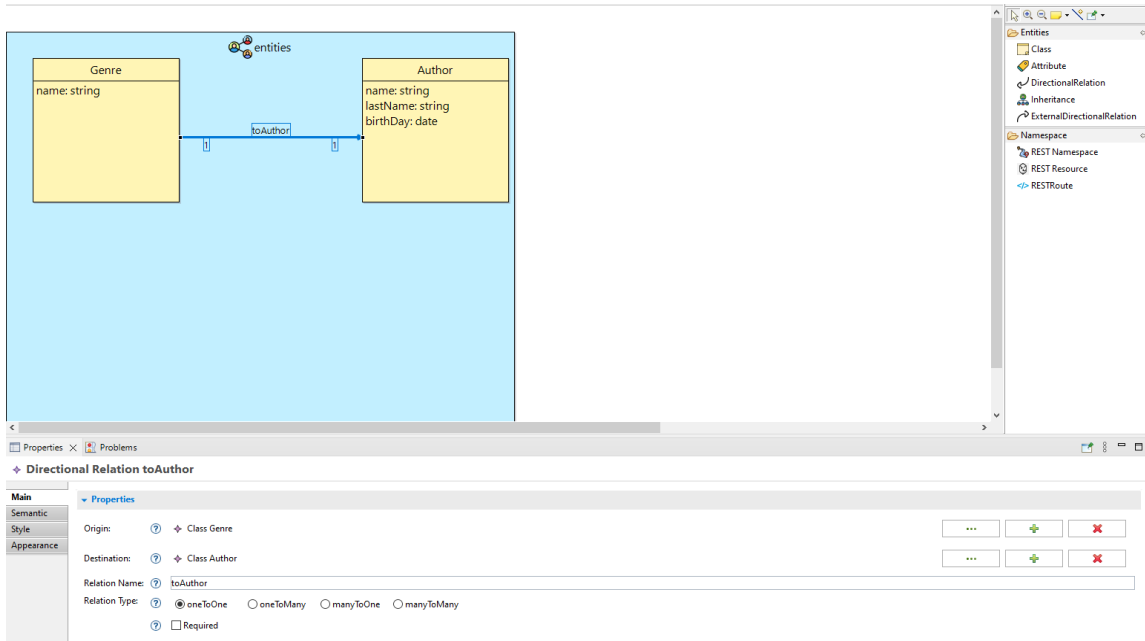 entities
Genre
name: string
toAuthor
1
1
Author
name: string
lastName: string
birthDay: date
Entities
Class
Attribute
DirectionalRelation
Inheritance
ExternalDirectionalRelation
Namespace
REST Namespace
REST Resource
</> RESTRoute
Properties
Problems
Directional Relation toAuthor
Main
Semantic
Style
Appearance
Properties
Origin: ? Class Genre ...
Destination: ? Class Author ...
Relation Name: ? toAuthor
Relation Type: ? oneToOne oneToMany manyToOne manyToMany
? Required